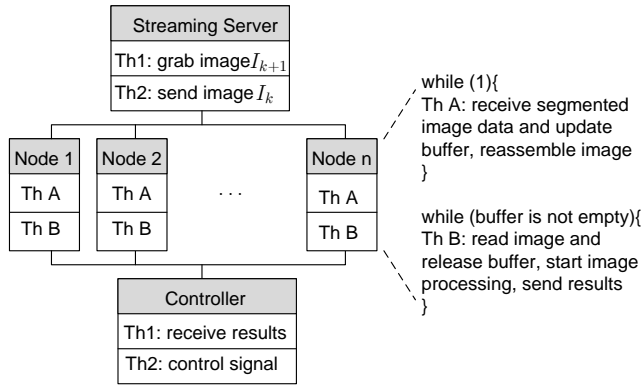 Streaming Server
Th1: grab image I_{k+1}
Th2: send image I_k
Node 1
Th A
Th B
Node 2
Th A
Th B
. . .
Node n
Th A
Th B
Controller
Th1: receive results
Th2: control signal
while (1){
Th A: receive segmented
image data and update
buffer, reassemble image
}
while (buffer is not empty){
Th B: read image and
release buffer, start image
processing, send results
}